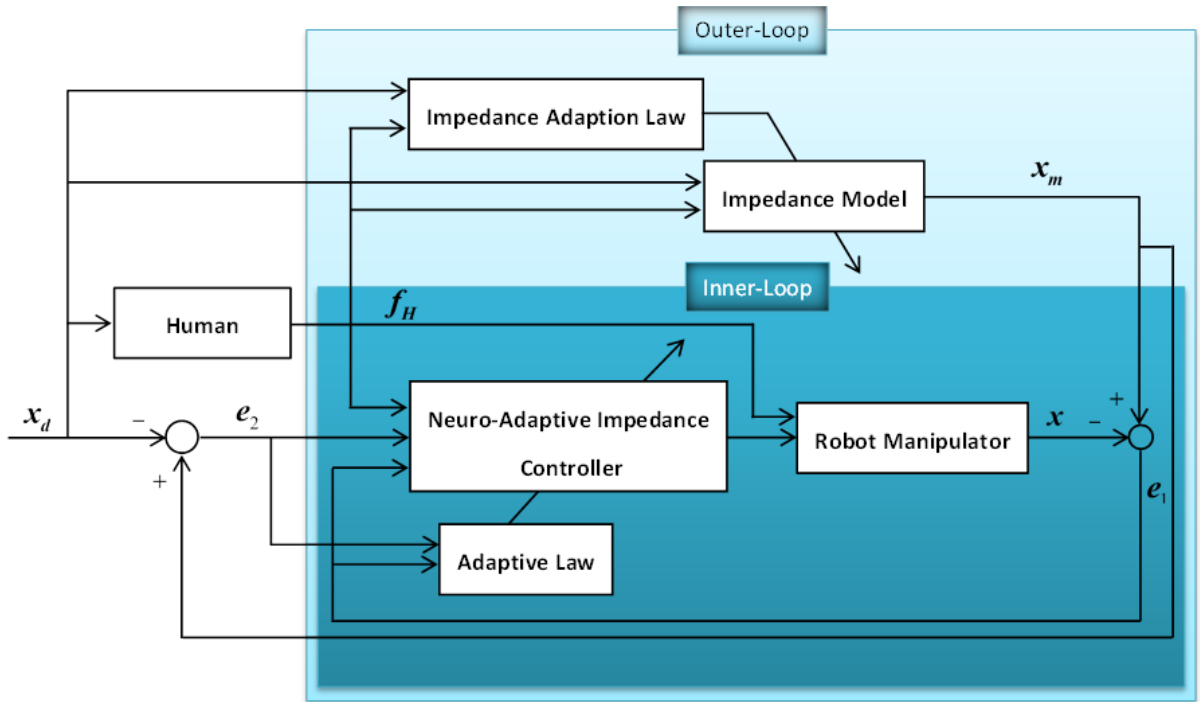 Outer-Loop
Impedance Adaption Law
Impedance Model
x_m
Inner-Loop
Human
f_H
Neuro-Adaptive Impedance
Controller
Robot Manipulator
x_d
−
+
e_2
x
−
+
e_1
Adaptive Law